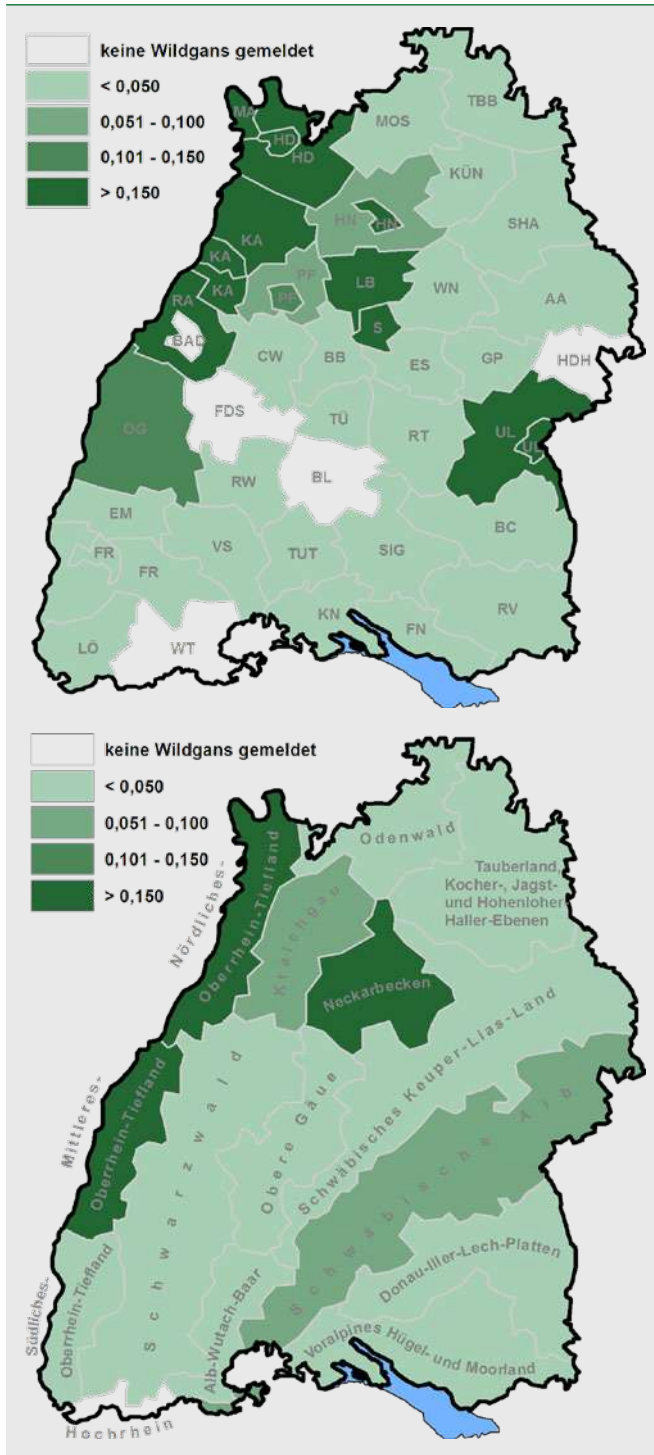 keine Wildgans gemeldet
< 0,050
0,051 - 0,100
0,101 - 0,150
> 0,150
MA
HD
HD
MOS
TBB
KÜN
HN
HN
SHA
KA
KA
KA
PF
PF
LB
WN
AA
RA
BAD
S
CW
BB
ES
GP
HDH
FDS
TÜ
OG
RT
UL
UL
RW
BL
EM
BC
FR
FR
VS
TUT
SIG
LÖ
WT
KN
FN
RV
keine Wildgans gemeldet
< 0,050
0,051 - 0,100
0,101 - 0,150
> 0,150
Odenwald
Tauberland,
Kocher-, Jagst-
und Hohenloher
Haller-Ebenen
Nördliches-
Oberrhein-Tiefland
Kraichgau
Neckarbecken
Mittleres-
Oberrhein-Tiefland
Schwarzwald
Obere Gäue
Schwäbisches Keuper-Lias-Land
Schwäbische Alb
Südliches-
Oberrhein-Tiefland
Alb-Wutach-Baar
Donau-Iller-Lech-Platten
Voralpines Hügel- und Moorland
Hochrhein